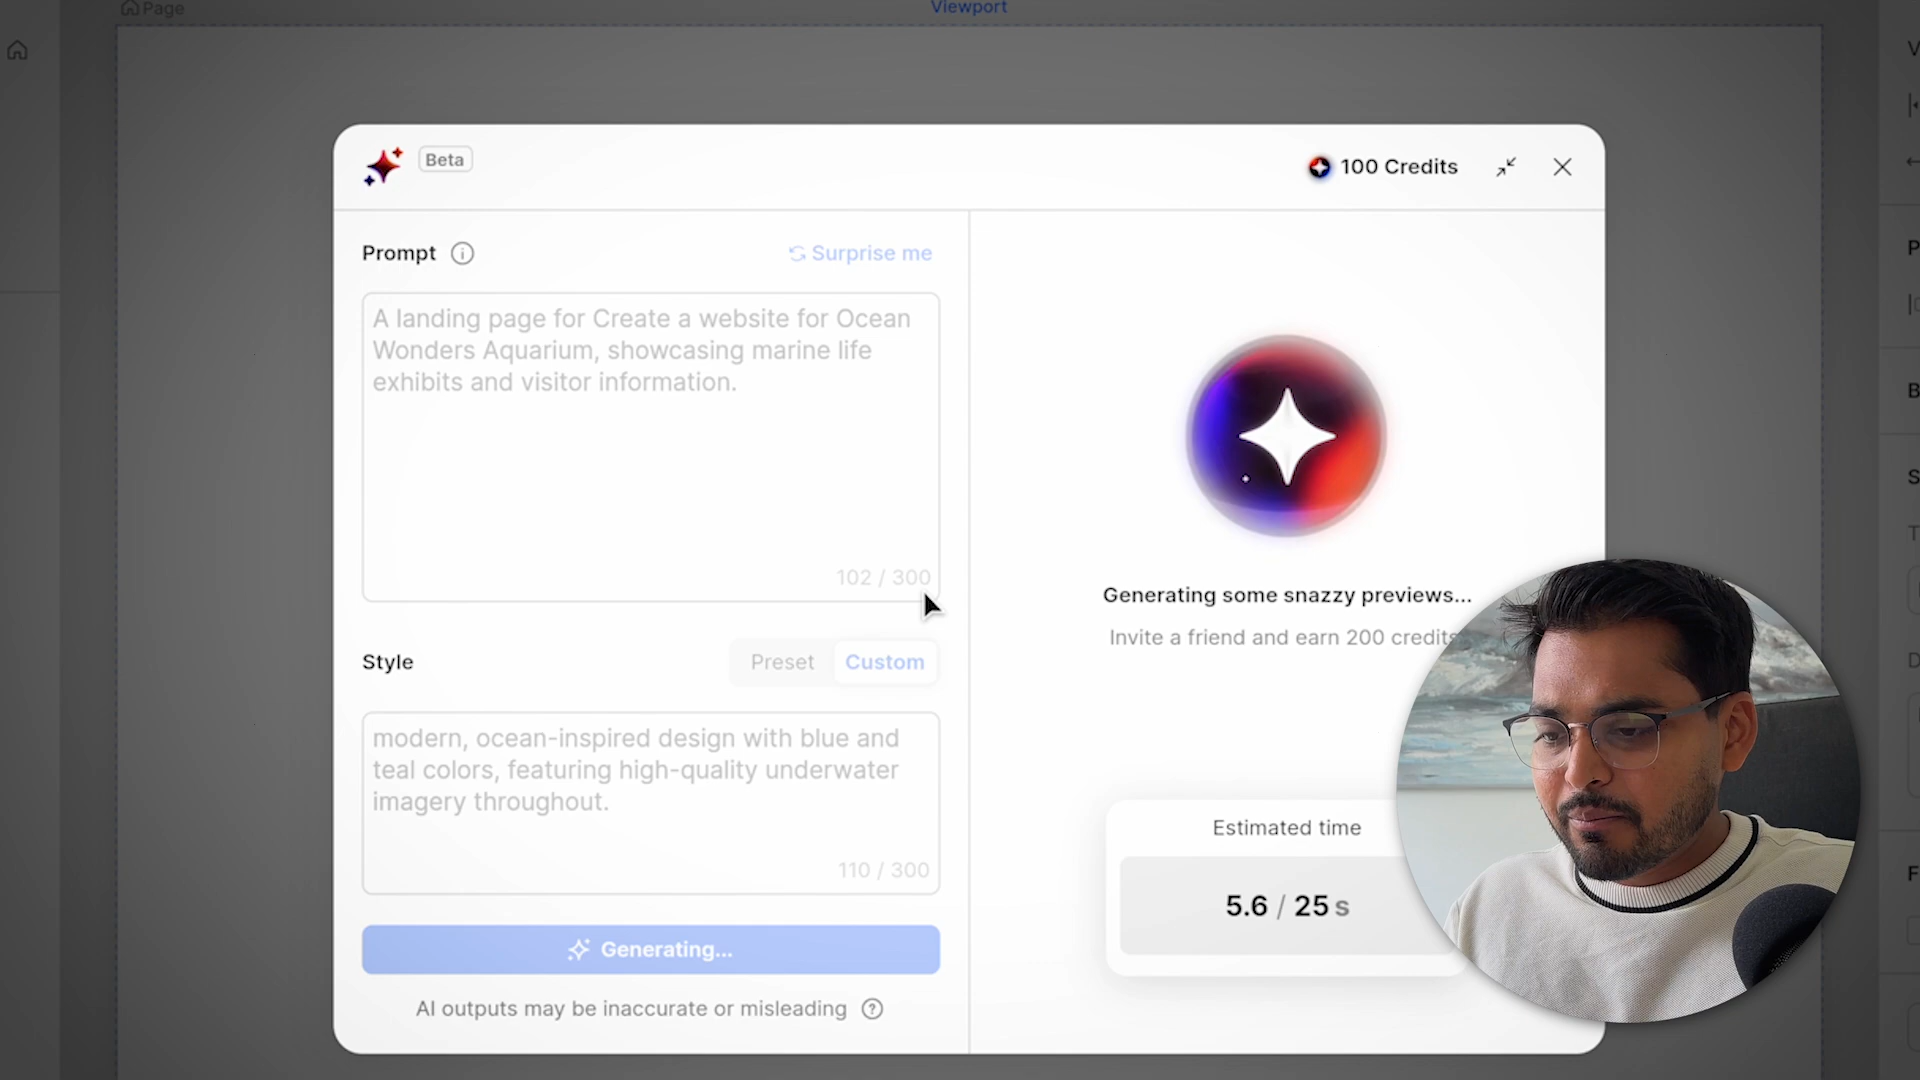 Page
Viewport
Beta
100 Credits
Prompt
Surprise me
A landing page for Create a website for Ocean
Wonders Aquarium, showcasing marine life
exhibits and visitor information.
102 / 300
Style
Preset
Custom
modern, ocean-inspired design with blue and
teal colors, featuring high-quality underwater
imagery throughout.
110 / 300
Generating...
AI outputs may be inaccurate or misleading
Generating some snazzy previews...
Invite a friend and earn 200 credits
Estimated time
5.6 / 25 s
V
P
B
S
T
D
F